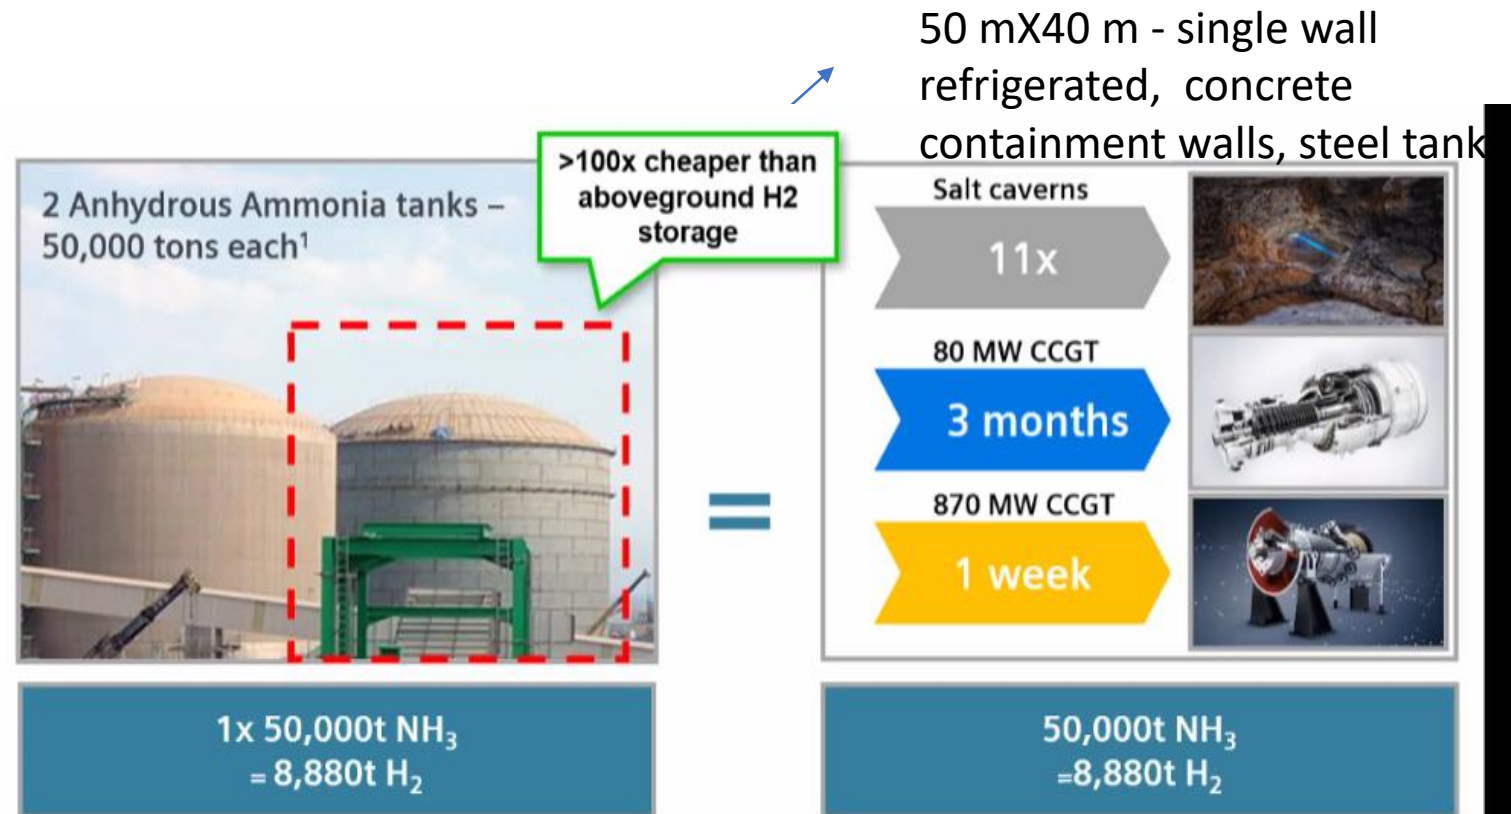 50 mX40 m - single wall
refrigerated, concrete
containment walls, steel tank
>100x cheaper than
aboveground H2
storage
2 Anhydrous Ammonia tanks –
50,000 tons each¹
Salt caverns
11x
80 MW CCGT
3 months
=
870 MW CCGT
1 week
1x 50,000t NH₃
= 8,880t H₂
50,000t NH₃
=8,880t H₂